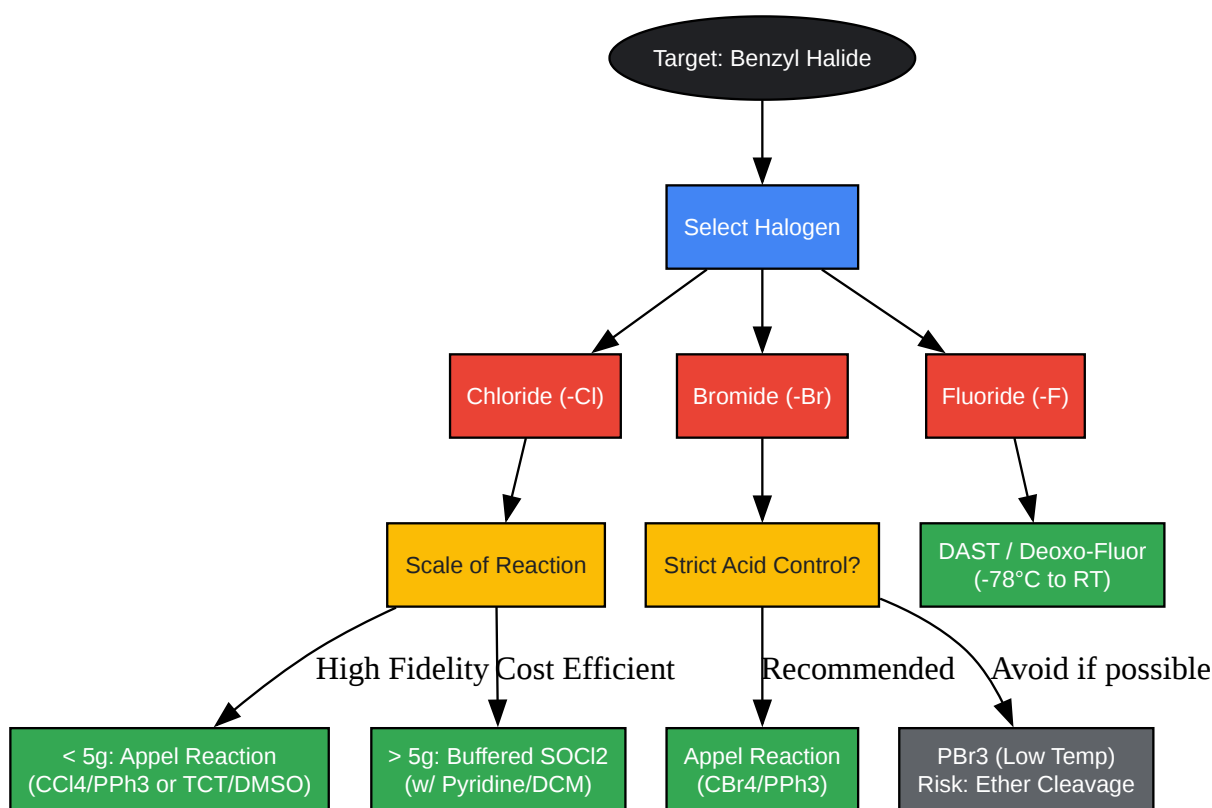 Target: Benzyl Halide
Select Halogen
Chloride (-Cl)
Bromide (-Br)
Fluoride (-F)
Scale of Reaction
Strict Acid Control?
DAST / Deoxo-Fluor
(-78°C to RT)
High Fidelity
Cost Efficient
Recommended
Avoid if possible
< 5g: Appel Reaction
(CCl4/PPh3 or TCT/DMSO)
> 5g: Buffered SOCl2
(w/ Pyridine/DCM)
Appel Reaction
(CBr4/PPh3)
PBr3 (Low Temp)
Risk: Ether Cleavage